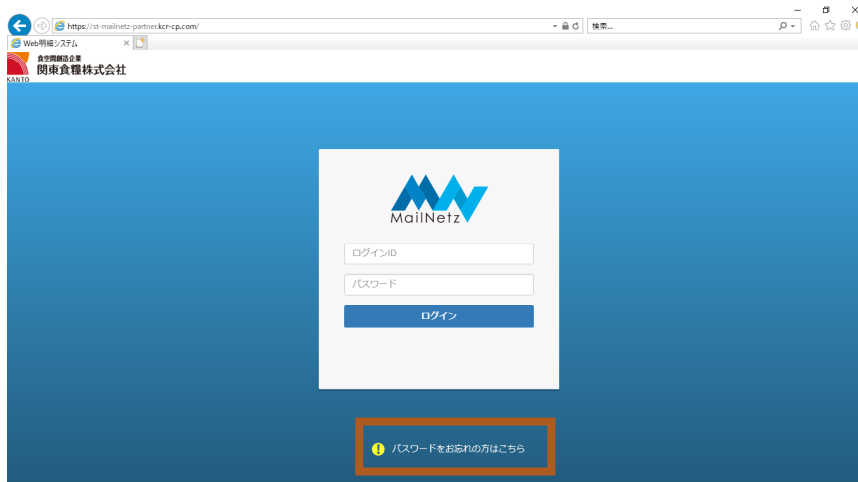 https://st-mailnetz-partner.kcr-cp.com/
検索...
Web明細システム
食空間創造企業
関東食糧株式会社
KANTO
MailNetz
ログインID
パスワード
ログイン
パスワードをお忘れの方はこちら